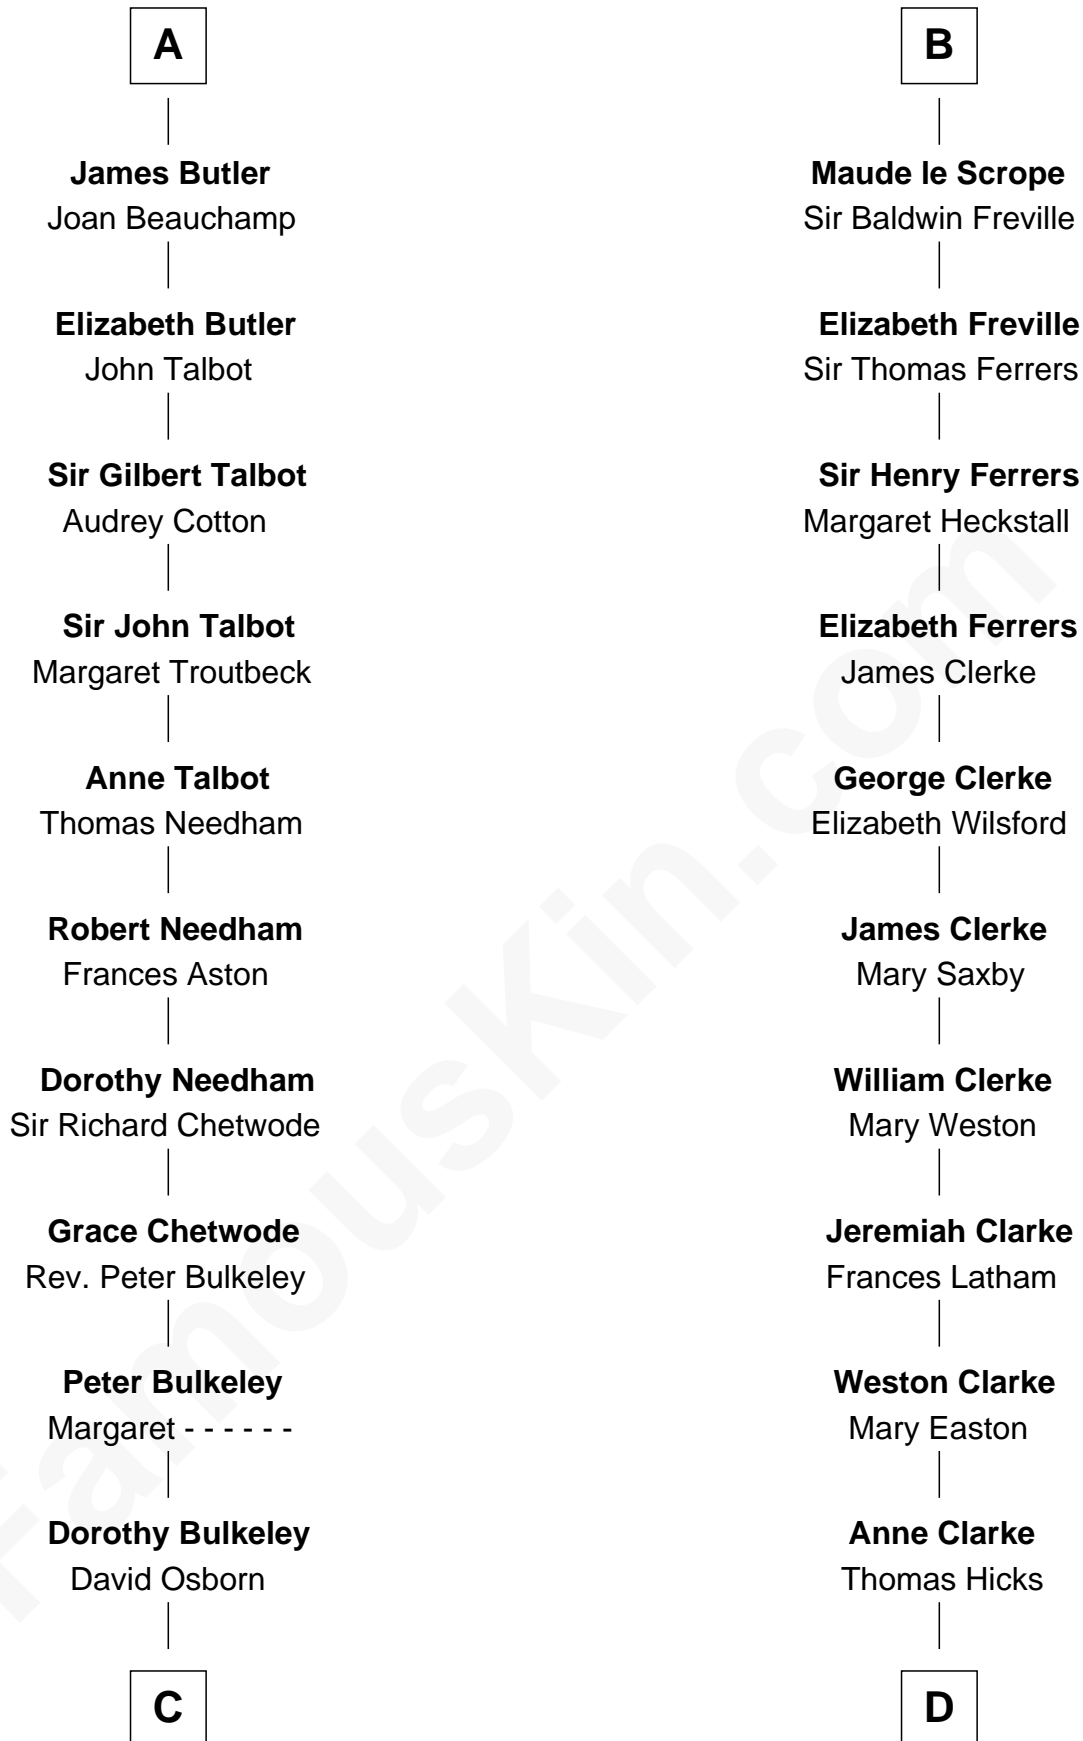 A
James Butler
Joan Beauchamp
Elizabeth Butler
John Talbot
Sir Gilbert Talbot
Audrey Cotton
Sir John Talbot
Margaret Troutbeck
Anne Talbot
Thomas Needham
Robert Needham
Frances Aston
Dorothy Needham
Sir Richard Chetwode
Grace Chetwode
Rev. Peter Bulkeley
Peter Bulkeley
Margaret - - - - - -
Dorothy Bulkeley
David Osborn
C
B
Maude le Scrope
Sir Baldwin Freville
Elizabeth Freville
Sir Thomas Ferrers
Sir Henry Ferrers
Margaret Heckstall
Elizabeth Ferrers
James Clerke
George Clerke
Elizabeth Wilsford
James Clerke
Mary Saxby
William Clerke
Mary Weston
Jeremiah Clarke
Frances Latham
Weston Clarke
Mary Easton
Anne Clarke
Thomas Hicks
D
FamousKin.com